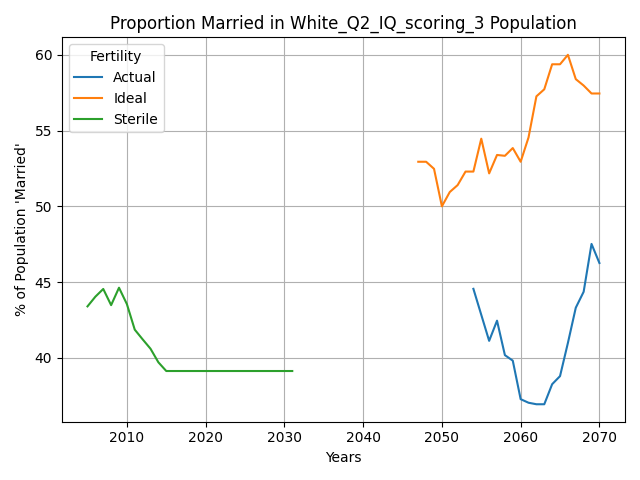 Proportion Married in White_Q2_IQ_scoring_3 Population
Fertility
Actual
Ideal
Sterile
% of Population 'Married'
60
55
50
45
40
2010
2020
2030
2040
2050
2060
2070
Years